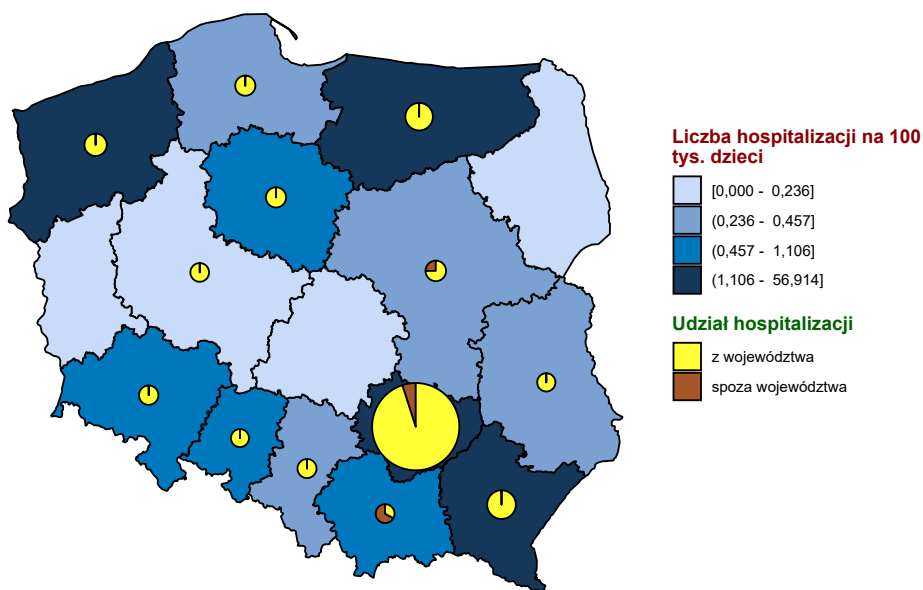 Liczba hospitalizacji na 100
tys. dzieci
[0,000 - 0,236]
(0,236 - 0,457]
(0,457 - 1,106]
(1,106 - 56,914]
Udział hospitalizacji
z województwa
spoza województwa